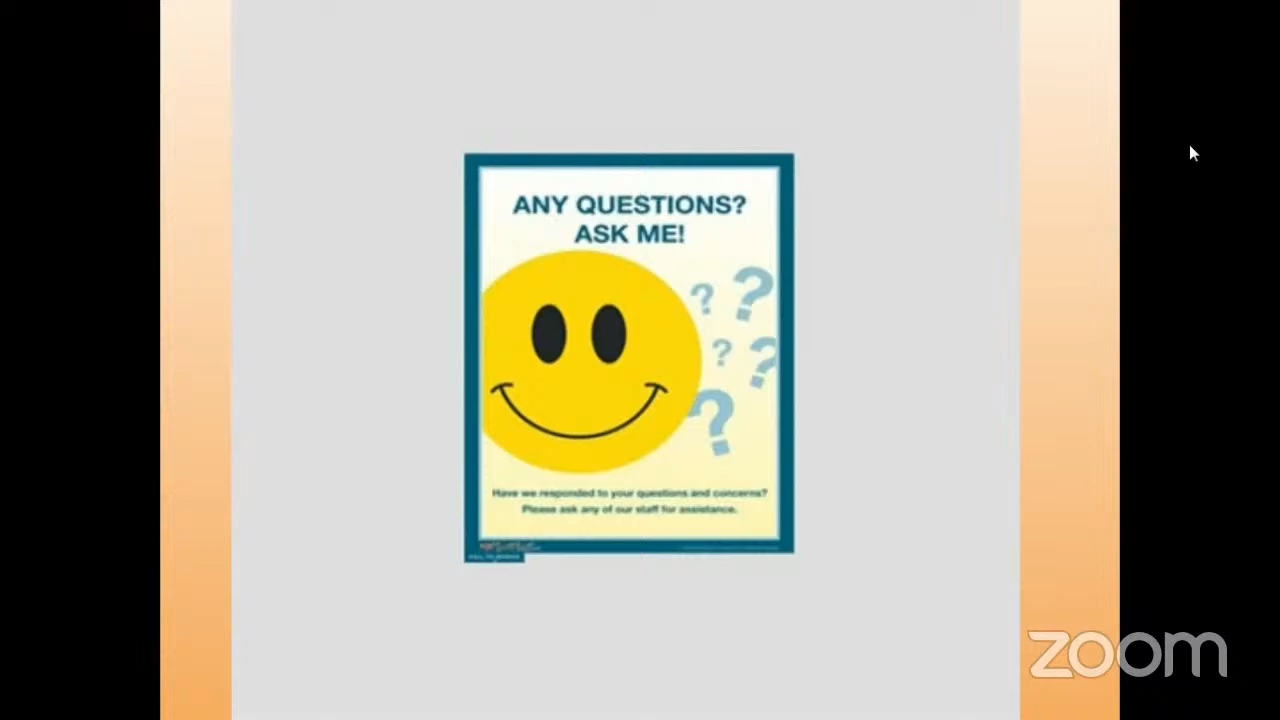 ANY QUESTIONS?
ASK ME!
? ?
? ?
?
Have we responded to your questions and concerns?
Please ask any of our staff for assistance.
zoom